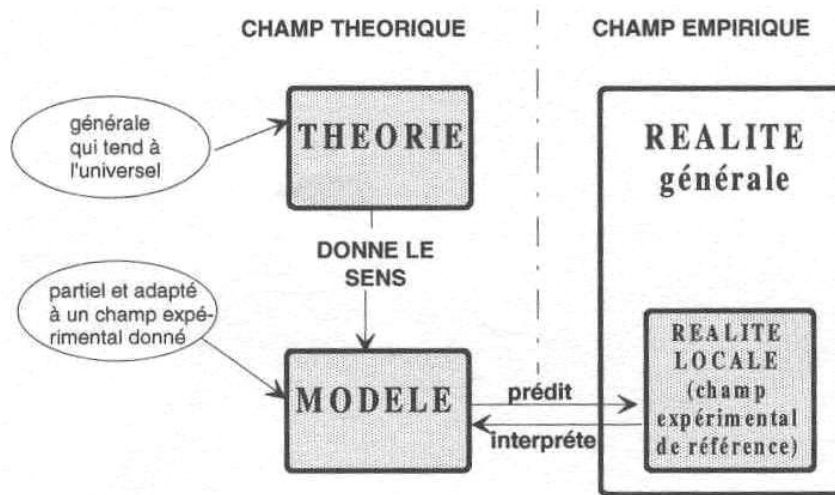 CHAMP THEORIQUE
CHAMP EMPIRIQUE
générale
qui tend à
l'universel
THEORIE
REALITE
générale
DONNE LE
SENS
partiel et adapté
à un champ expé-
rimental donné
MODELE
prédit
interpréte
REALITE
LOCALE
(champ
expérimental
de référence)